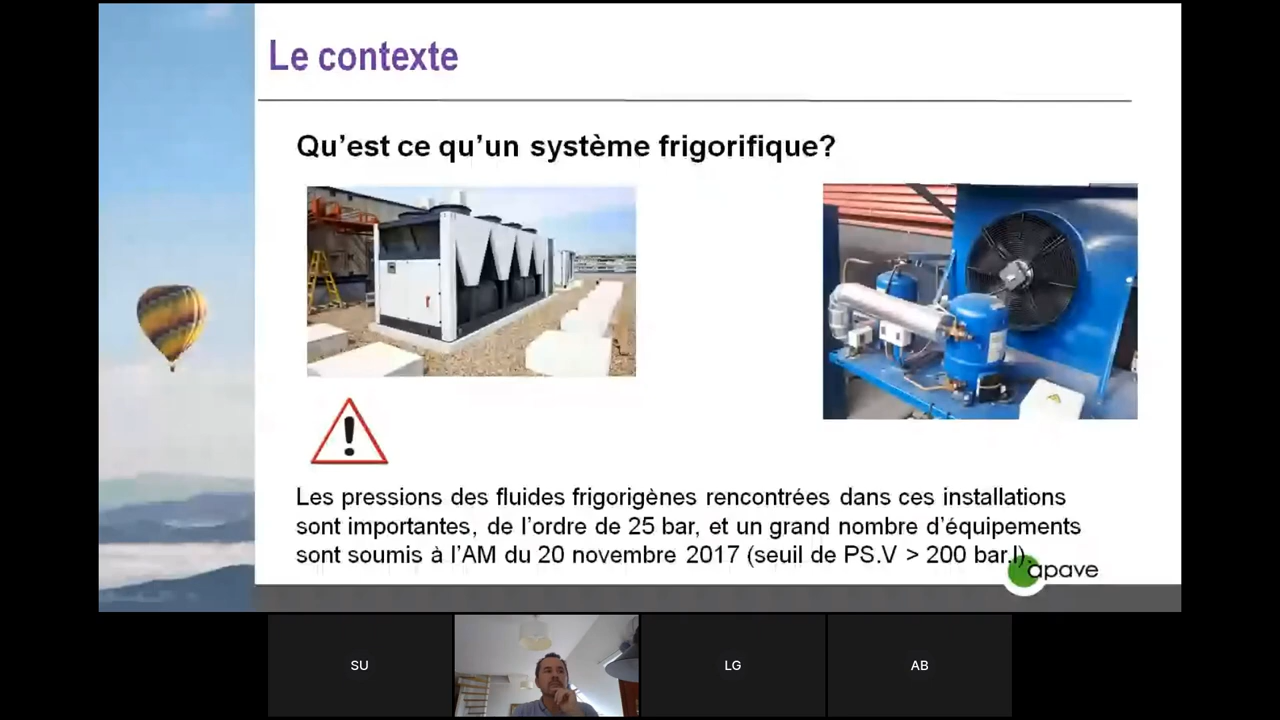 Le contexte
Qu’est ce qu’un système frigorifique?
Les pressions des fluides frigorigènes rencontrées dans ces installations
sont importantes, de l’ordre de 25 bar, et un grand nombre d’équipements
sont soumis à l’AM du 20 novembre 2017 (seuil de PS.V > 200 bar.l)
apave
SU
LG
AB